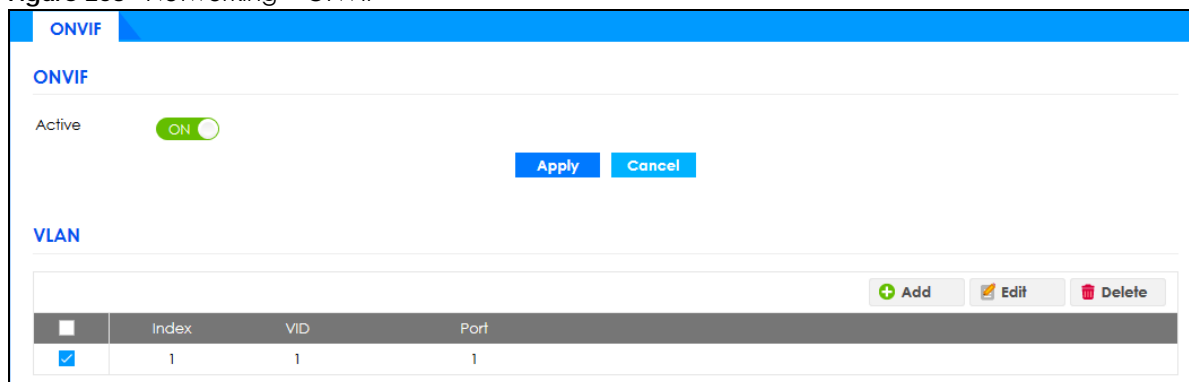 ONVIF
ONVIF
Active ON
Apply Cancel
VLAN
Add Edit Delete
Index VID Port
1 1 1